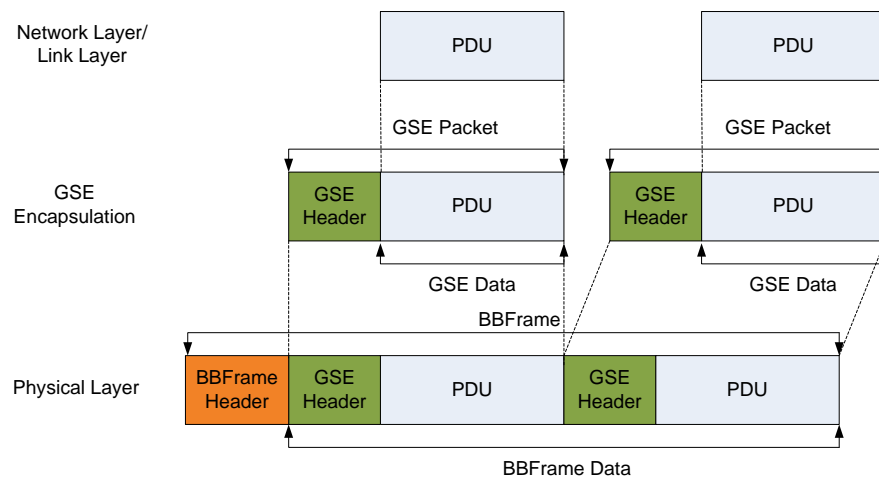 Network Layer/
Link Layer
PDU
PDU
GSE Packet
GSE Packet
GSE
Encapsulation
GSE
Header
PDU
GSE
Header
PDU
GSE Data
GSE Data
BBFrame
Physical Layer
BBFrame
Header
GSE
Header
PDU
GSE
Header
PDU
BBFrame Data